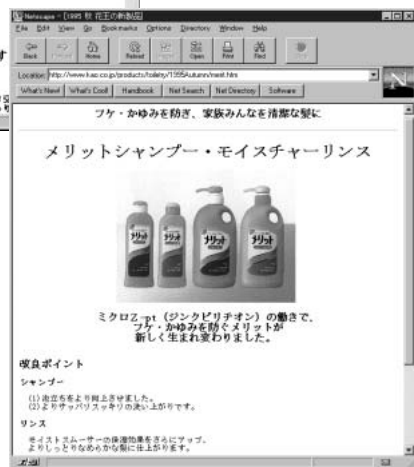 Netscape - [1995 秋 花王の新製品]
File Edit View Go Bookmarks Options Directory Window Help
Back Home Reload Open Print Find
Location: http://www.kao.co.jp/products/toiletry/1995Autumn/merit.htm
What's New! What's Cool! Handbook Net Search Net Directory Software
フケ・かゆみを防ぎ、家族みんなを清潔な髪に
メリットシャンプー・モイスチャーリンス
メリット メリット メリット メリット
ミクロZ-pt (ジンクピリチオン) の働きで、
フケ・かゆみを防ぐメリットが
新しく生まれ変わりました。
改良ポイント
シャンプー
(1)泡立ちをより向上させました。
(2)よりサッパリスッキリの洗い上がりです。
リンス
モイストスムーサーの保湿効果をさらにアップ。
よりしっとりなめらかな髪に仕上がります。